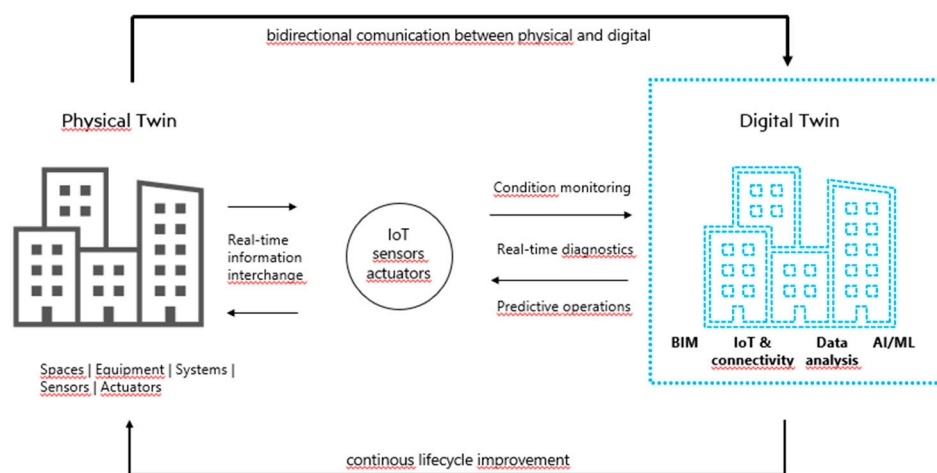 bidirectional comunication between physical and digital
Physical Twin
Digital Twin
Real-time
information
interchange
IoT
sensors
actuators
Condition monitoring
Real-time diagnostics
Predictive operations
BIM
IoT &
connectivity
Data
analysis
AI/ML
Spaces | Equipment | Systems |
Sensors | Actuators
continous lifecycle improvement